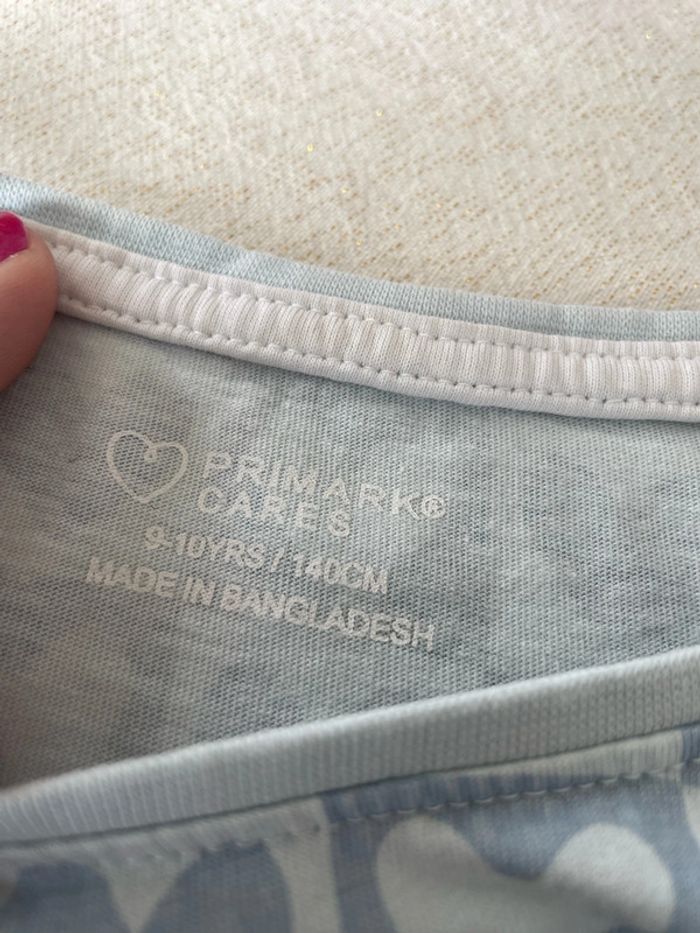 PRIMARK®
CARES
9-10YRS / 140CM
MADE IN BANGLADESH